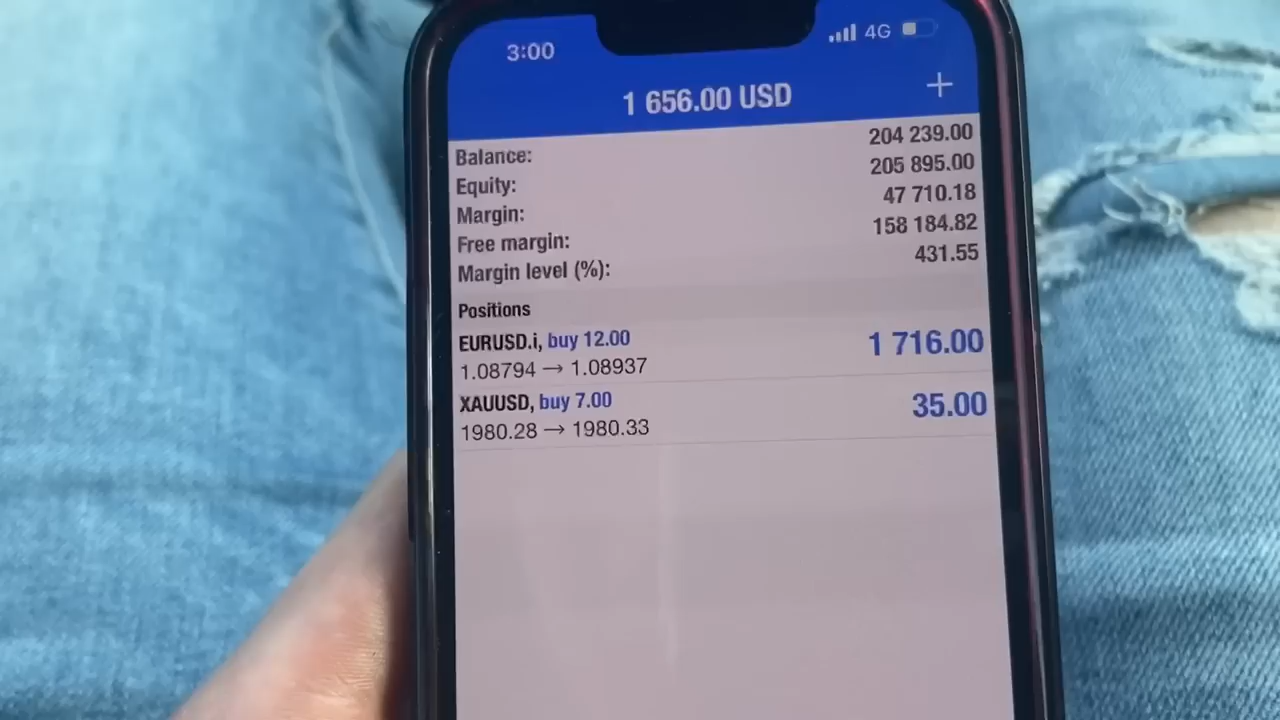 3:00 4G
1 656.00 USD +
Balance: 204 239.00
Equity: 205 895.00
Margin: 47 710.18
Free margin: 158 184.82
Margin level (%): 431.55
Positions
EURUSD.i, buy 12.00 1 716.00
1.08794 → 1.08937
XAUUSD, buy 7.00 35.00
1980.28 → 1980.33